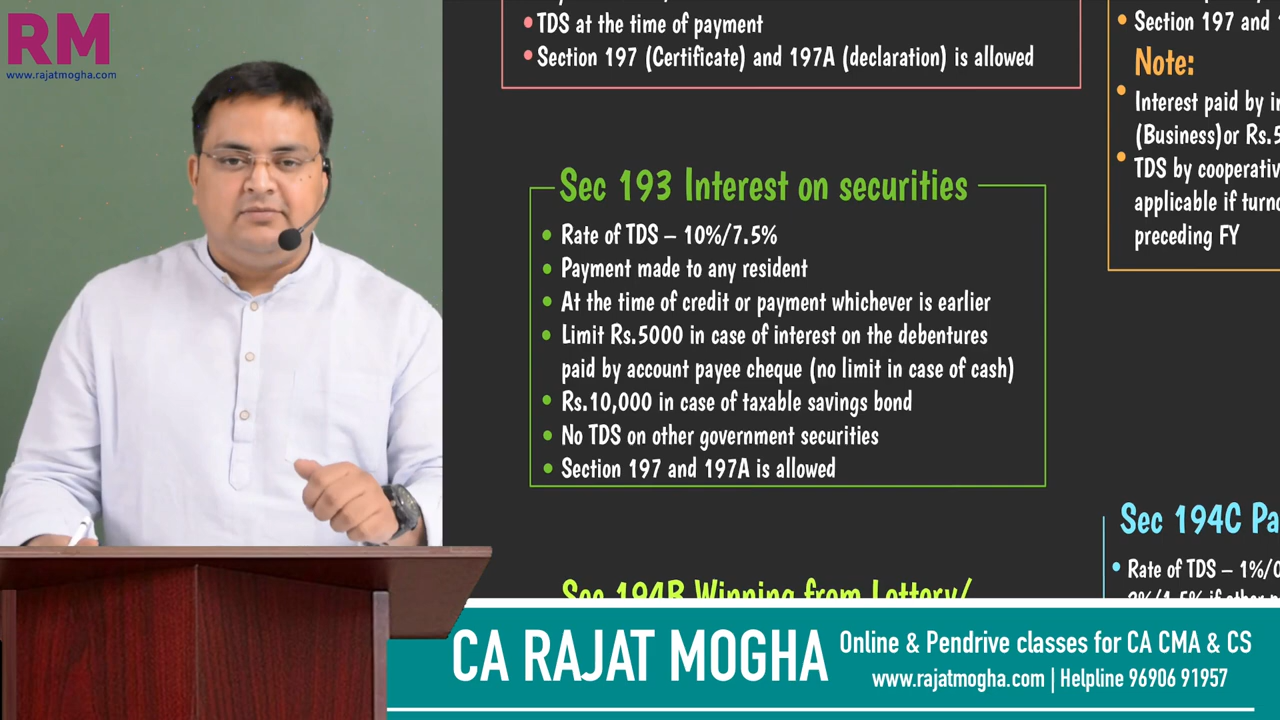 RM
www.rajatmogha.com
• TDS at the time of payment
• Section 197 (Certificate) and 197A (declaration) is allowed
Sec 193 Interest on securities
• Rate of TDS – 10%/7.5%
• Payment made to any resident
• At the time of credit or payment whichever is earlier
• Limit Rs.5000 in case of interest on the debentures
paid by account payee cheque (no limit in case of cash)
• Rs.10,000 in case of taxable savings bond
• No TDS on other government securities
• Section 197 and 197A is allowed
Sec 194B Winning from Lottery/
• Section 197 and
Note:
• Interest paid by
(Business)or
• TDS by
applicable if
preceding FY
Sec 194C
• Rate of TDS – 1%/
CA RAJAT MOGHA
Online & Pendrive classes for CA CMA & CS
www.rajatmogha.com | Helpline 96906 91957